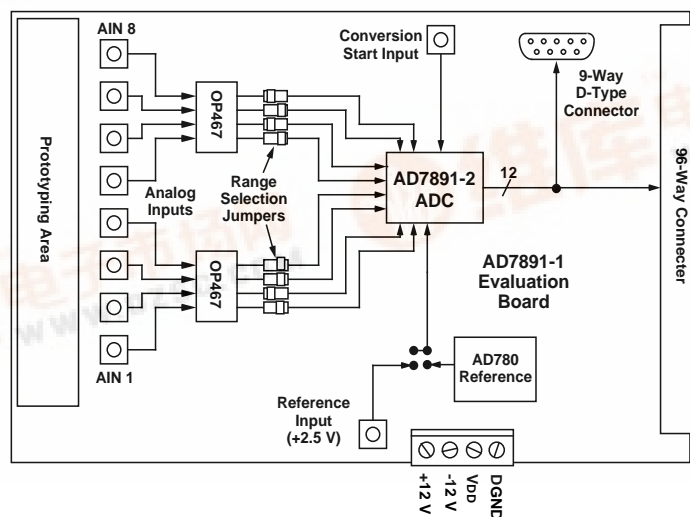 AIN 8
Conversion
Start Input
9-Way
D-Type
Connector
OP467
Prototyping Area
Analog
Inputs
Range
Selection
Jumpers
AD7891-2
ADC
12
96-Way Connecter
OP467
AD7891-1
Evaluation
Board
AIN 1
AD780
Reference
Reference
Input
(+2.5 V)
+12 V
-12 V
VDD
DGND